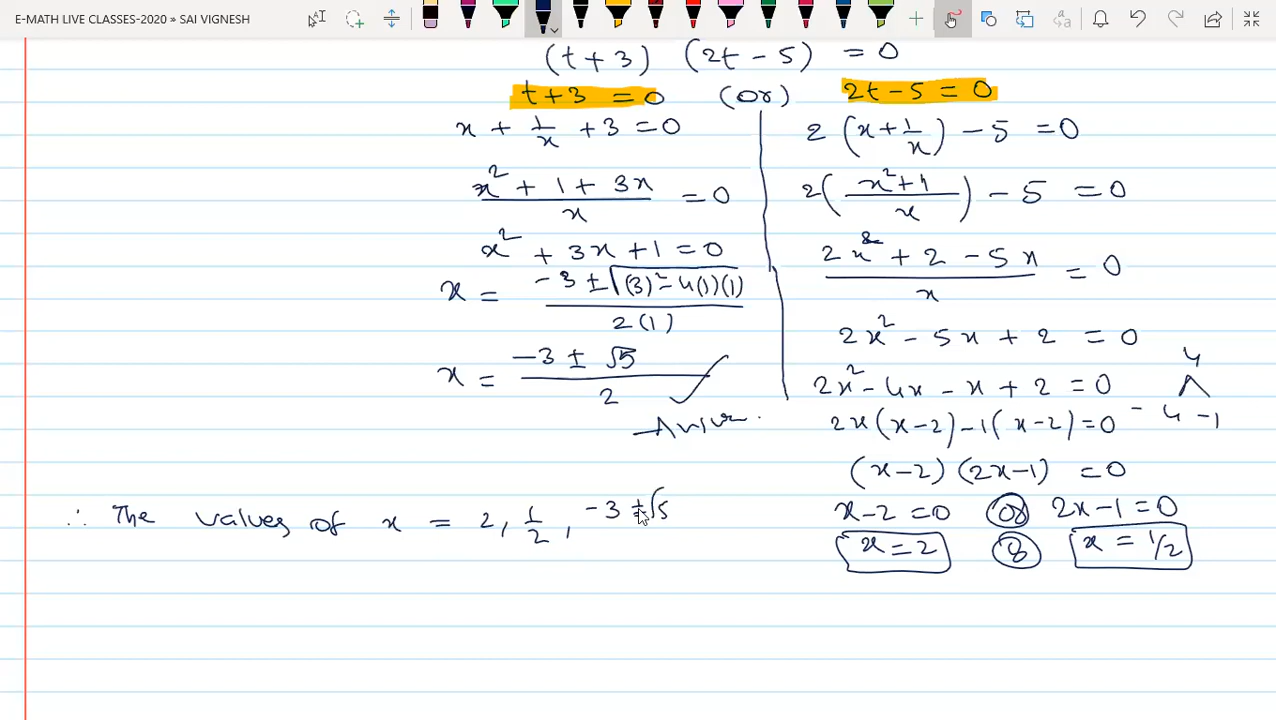 E-MATH LIVE CLASSES-2020 » SAI VIGNESH
(t+3) (2t-5) = 0
t+3 = 0 (Or) 2t-5 = 0
x + 1/x + 3 = 0
(x² + 1 + 3x)/x = 0
x² + 3x + 1 = 0
x = (-3 ± √((3)² - 4(1)(1)))/2(1)
x = (-3 ± √5)/2 ✓
Answer.
2(x + 1/x) - 5 = 0
2((x²+1)/x) - 5 = 0
(2x² + 2 - 5x)/x = 0
2x² - 5x + 2 = 0
2x² - 4x - x + 2 = 0
4
-4 -1
2x(x-2) -1(x-2) = 0
(x-2) (2x-1) = 0
x-2 = 0 or 2x-1 = 0
x = 2 & x = 1/2
∴ The values of x = 2, 1/2, -3 ± √5